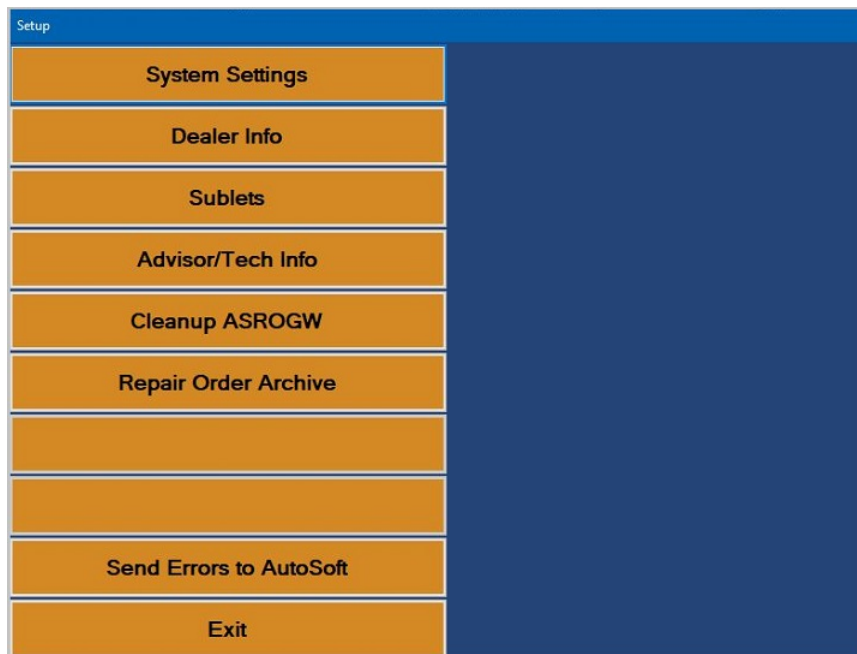 Setup
System Settings
Dealer Info
Sublets
Advisor/Tech Info
Cleanup ASROGW
Repair Order Archive
Send Errors to AutoSoft
Exit